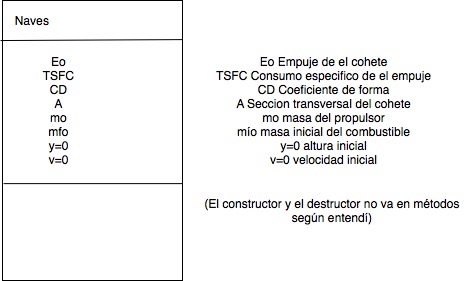 Naves
Eo
TSFC
CD
A
mo
mfo
y=0
v=0
Eo Empuje de el cohete
TSFC Consumo especifico de el empuje
CD Coeficiente de forma
A Seccion transversal del cohete
mo masa del propulsor
mío masa inicial del combustible
y=0 altura inicial
v=0 velocidad inicial
(El constructor y el destructor no va en métodos
según entendí)